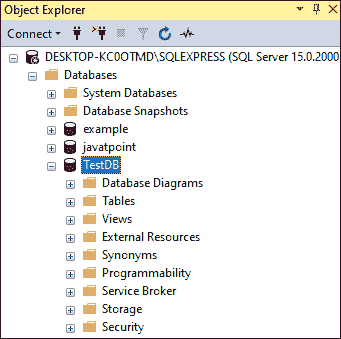 Object Explorer
Connect
DESKTOP-KC0OTMD\SQLEXPRESS (SQL Server 15.0.2000
Databases
System Databases
Database Snapshots
example
javatpoint
TestDB
Database Diagrams
Tables
Views
External Resources
Synonyms
Programmability
Service Broker
Storage
Security